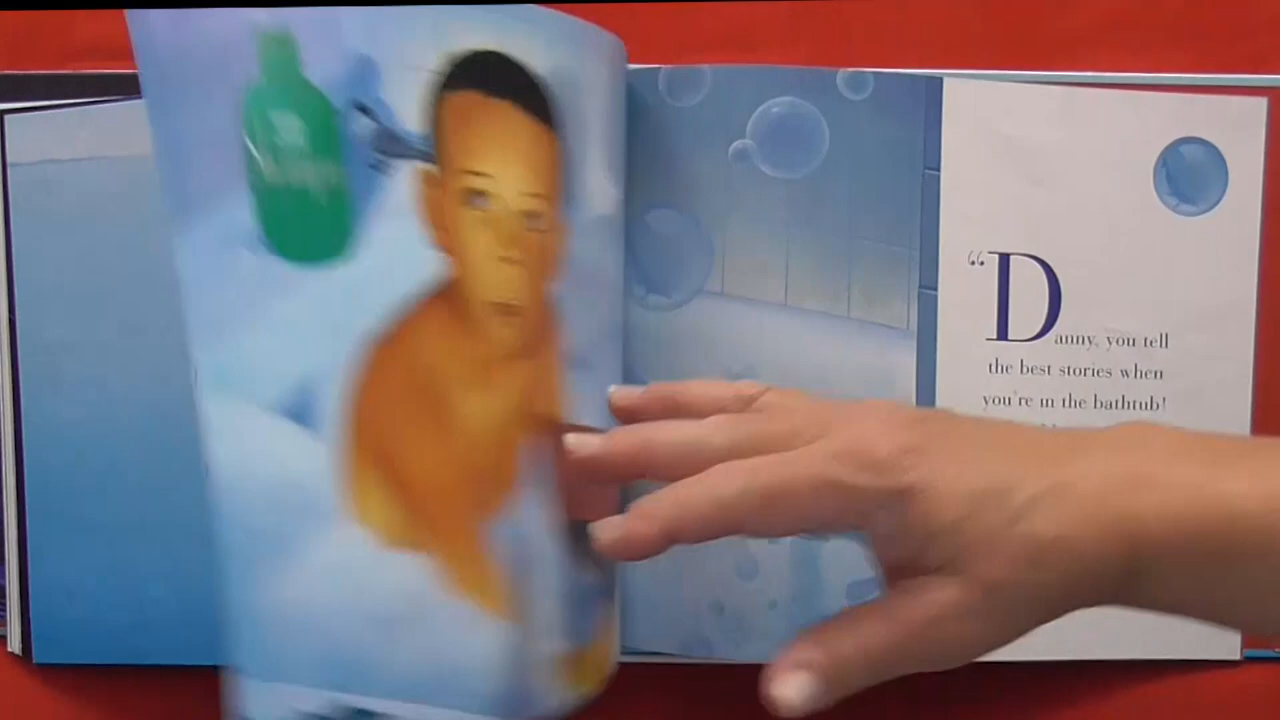 “Danny, you tell
the best stories when
you're in the bathtub!